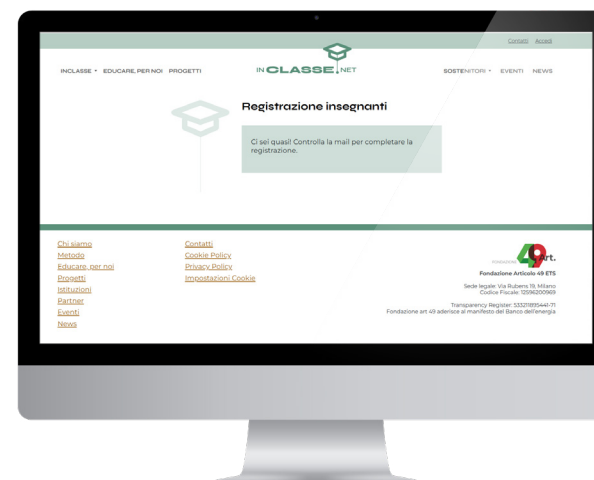 Contatti Accedi
INCLASSE EDUCARE, PER NOI PROGETTI
IN CLASSE.NET
SOSTENITORI EVENTI NEWS
Registrazione insegnanti
Ci sei quasi! Controlla la mail per completare la
registrazione.
Chi siamo
Metodo
Educare, per noi
Progetti
Istituzioni
Partner
Eventi
News
Contatti
Cookie Policy
Privacy Policy
Impostazioni Cookie
FONDAZIONE 49 Art.
Fondazione Articolo 49 ETS
Sede legale: Via Rubens 19, Milano
Codice Fiscale: 12596200969
Transparency Register: 533211895441-71
Fondazione art 49 aderisce al manifesto del Banco dell'energia